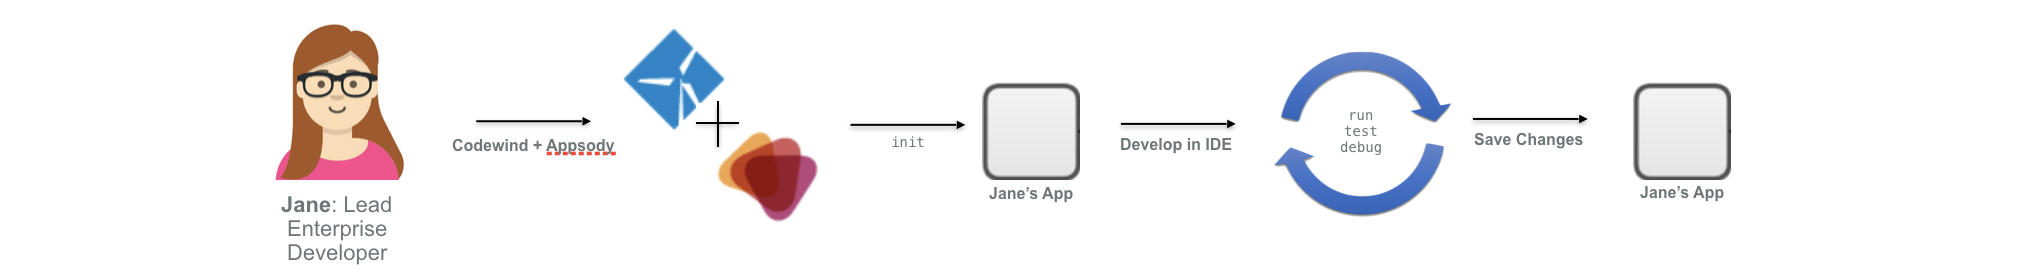 Jane: Lead
Enterprise
Developer
Codewind + Appsody
init
Jane's App
Develop in IDE
run
test
debug
Save Changes
Jane's App